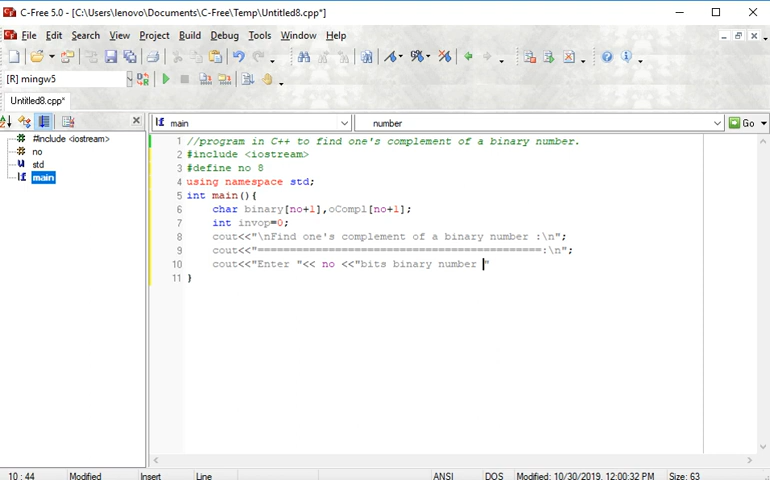 C-Free 5.0 - [C:\Users\lenovo\Documents\C-Free\Temp\Untitled8.cpp*]
File Edit Search View Project Build Debug Tools Window Help
[R] mingw5
Untitled8.cpp*
main number Go
#include <iostream>
no
std
main
1 //program in C++ to find one's complement of a binary number.
2 #include <iostream>
3 #define no 8
4 using namespace std;
5 int main(){
6 char binary[no+1],oCompl[no+1];
7 int invop=0;
8 cout<<"\nFind one's complement of a binary number :\n";
9 cout<<"============================================:\n";
10 cout<<"Enter "<< no <<"bits binary number "
11 }
10 : 44 Modified Insert Line ANSI DOS Modified: 10/30/2019, 12:00:32 PM Size: 63